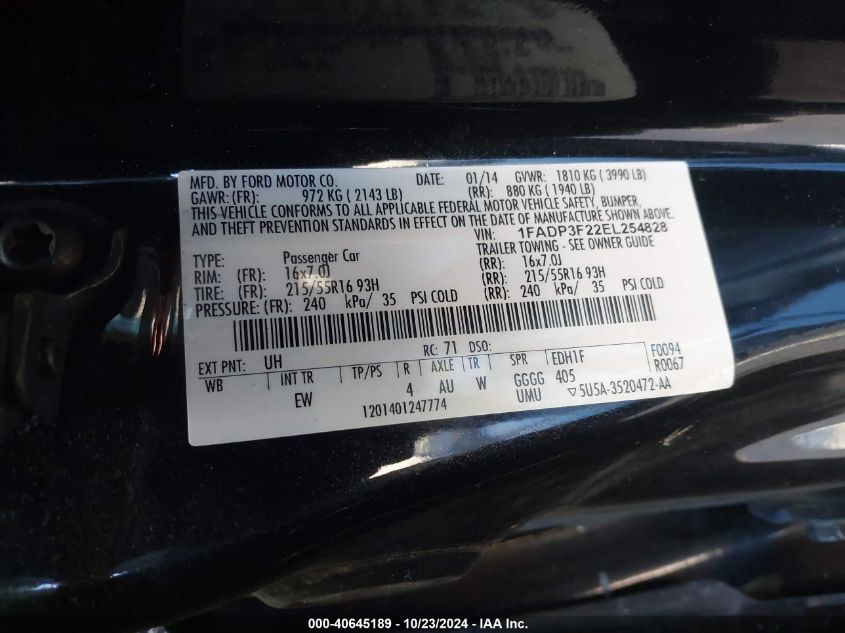 MFD. BY FORD MOTOR CO. DATE: 01/14 GVWR: 1810 KG ( 3990 LB)
GAWR: (FR): 972 KG ( 2143 LB) (RR): 880 KG ( 1940 LB)
THIS VEHICLE CONFORMS TO ALL APPLICABLE FEDERAL MOTOR VEHICLE SAFETY, BUMPER,
AND THEFT PREVENTION STANDARDS IN EFFECT ON THE DATE OF MANUFACTURE SHOWN ABOVE.
VIN: 1FADP3F22EL254828
TYPE: Passenger Car TRAILER TOWING - SEE OWNER GUIDE
RIM: (FR): 16x7.0J (RR): 16x7.0J
TIRE: (FR): 215/55R16 93H (RR): 215/55R16 93H
PRESSURE: (FR): 240 kPa/ 35 PSI COLD (RR): 240 kPa/ 35 PSI COLD
RC: 71 DSO:
EXT PNT: UH EDH1F F0094
WB INT TR TP/PS R AXLE TR SPR 405 R0067
EW 4 AU W GGGG
1201401247774 UMU ▽5U5A-3520472-AA
000-40645189 - 10/23/2024 - IAAI.COM.